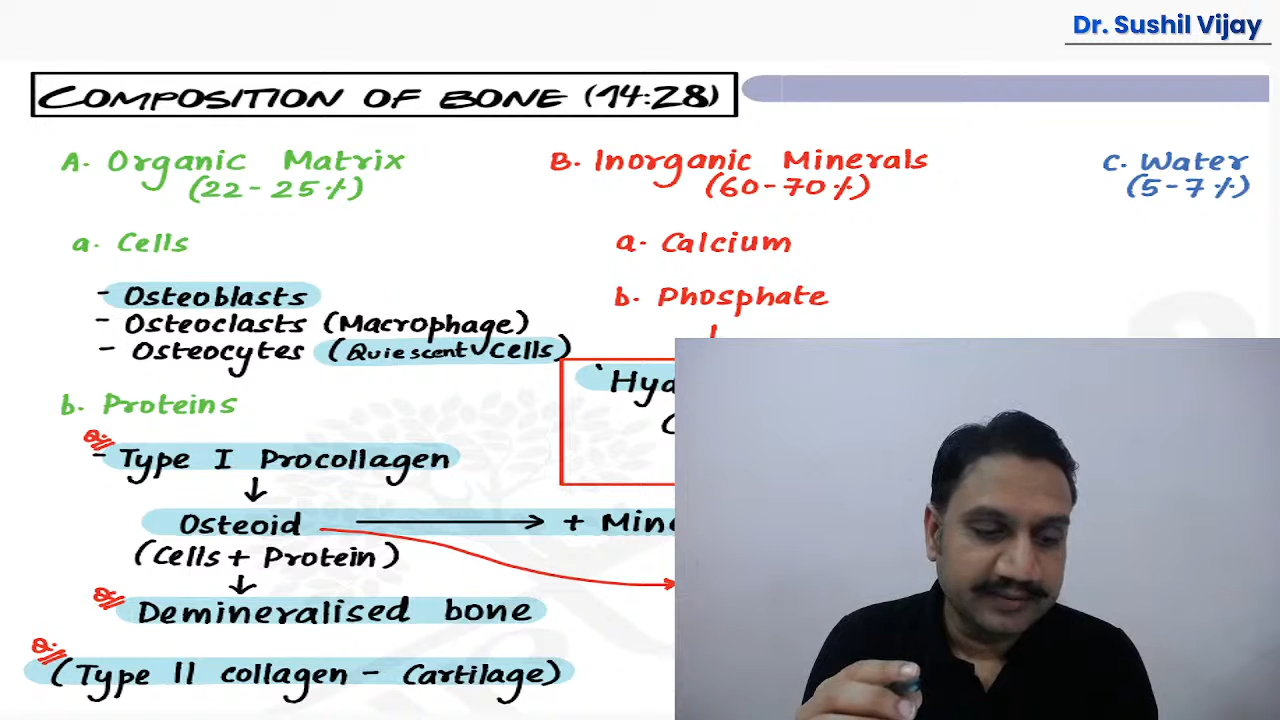 Dr. Sushil Vijay
COMPOSITION OF BONE (14:28)
A. Organic Matrix
(22-25%)
a. Cells
- Osteoblasts
- Osteoclasts (Macrophage)
- Osteocytes (Quiescent Cells)
b. Proteins
Q.
- Type I Procollagen
↓
Osteoid → +
(Cells + Protein)
↓
Q.
Demineralised bone
Q.
(Type II collagen - Cartilage)
B. Inorganic Minerals
(60-70%)
a. Calcium
b. Phosphate
C. Water
(5-7%)